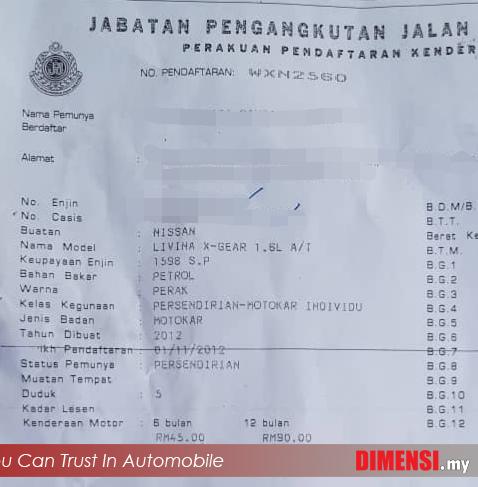 JABATAN PENGANGKUTAN JALAN
PERAKUAN PENDAFTARAN KENDER
NO. PENDAFTARAN: WXN2560
Nama Pemunya
Berdaftar
Alamat :
No. Enjin B.D.M/B.
No. Casis B.T.T.
Buatan : NISSAN Berat Ke
Nama Model : LIVINA X-GEAR 1.6L A/T B.T.M.
Keupayaan Enjin : 1598 S.P B.G.1
Bahan Bakar : PETROL B.G.2
Warna : PERAK B.G.3
Kelas Kegunaan : PERSENDIRIAN-MOTOKAR INDIVIDU B.G.4
Jenis Badan : MOTOKAR B.G.5
Tahun Dibuat : 2012 B.G.6
Tkh Pendaftaran : 01/11/2012 B.G.7
Status Pemunya : PERSENDIRIAN B.G.8
Muatan Tempat B.G.9
Duduk : 5 B.G.10
Kadar Lesen B.G.11
Kenderaan Motor : 6 bulan 12 bulan B.G.12
RM45.00 RM90.00
ou Can Trust In Automobile
DIMENSI.my